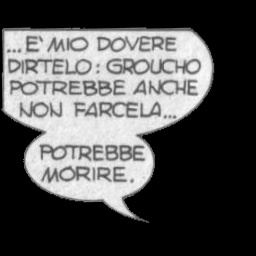 ...E' MIO DOVERE
DIRTELO: GROUCHO
POTREBBE ANCHE
NON FARCELA...
POTREBBE
MORIRE.